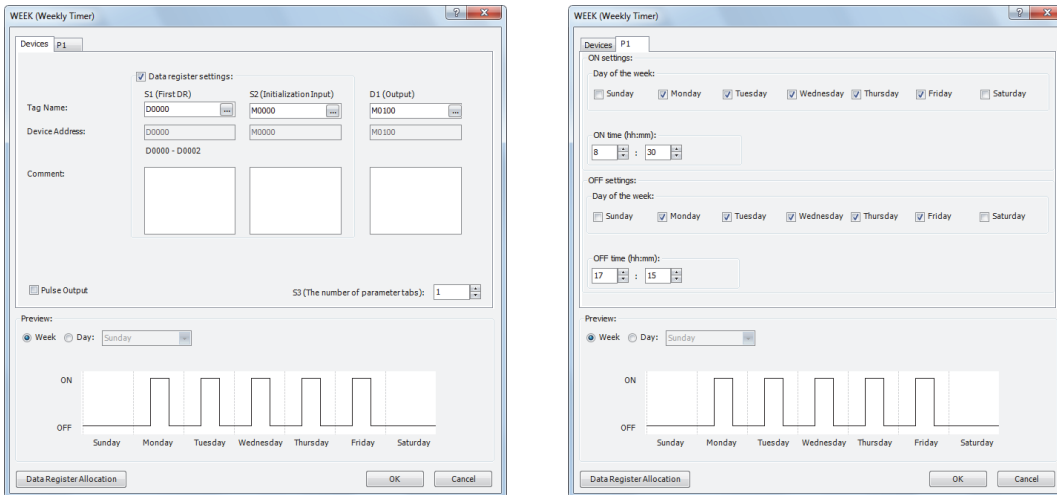 WEEK (Weekly Timer)
Devices P1
Data register settings:
S1 (First DR) S2 (Initialization Input) D1 (Output)
Tag Name: D0000 ... M0000 ... M0100 ...
Device Address: D0000 M0000 M0100
D0000 - D0002
Comment:
Pulse Output S3 (The number of parameter tabs): 1
Preview:
Week Day: Sunday
ON
OFF
Sunday Monday Tuesday Wednesday Thursday Friday Saturday
Data Register Allocation OK Cancel
WEEK (Weekly Timer)
Devices P1
ON settings:
Day of the week:
Sunday Monday Tuesday Wednesday Thursday Friday Saturday
ON time (hh:mm):
8 : 30
OFF settings:
Day of the week:
Sunday Monday Tuesday Wednesday Thursday Friday Saturday
OFF time (hh:mm):
17 : 15
Preview:
Week Day: Sunday
ON
OFF
Sunday Monday Tuesday Wednesday Thursday Friday Saturday
Data Register Allocation OK Cancel